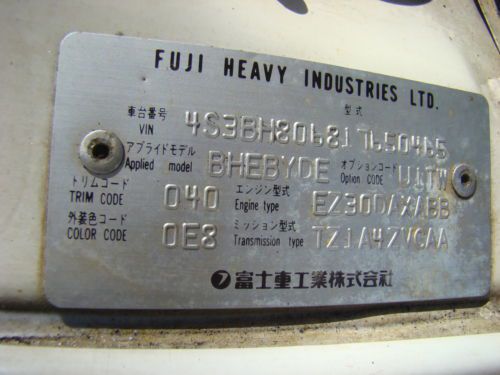 FUJI HEAVY INDUSTRIES LTD.
車台番号 型式
VIN 4S3BH806817650465
アプライドモデル オプションコード
Applied model BHEBYDE Option CODE U1TW
トリムコード エンジン型式
TRIM CODE 040 Engine type EZ30DAXABB
外装色コード ミッション型式
COLOR CODE 0E8 Transmission type TZ1A4ZVCAA
富士重工業株式会社